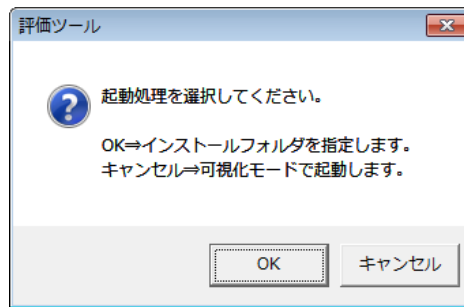 評価ツール
起動処理を選択してください。
OK⇒インストールフォルダを指定します。
キャンセル⇒可視化モードで起動します。
OK
キャンセル